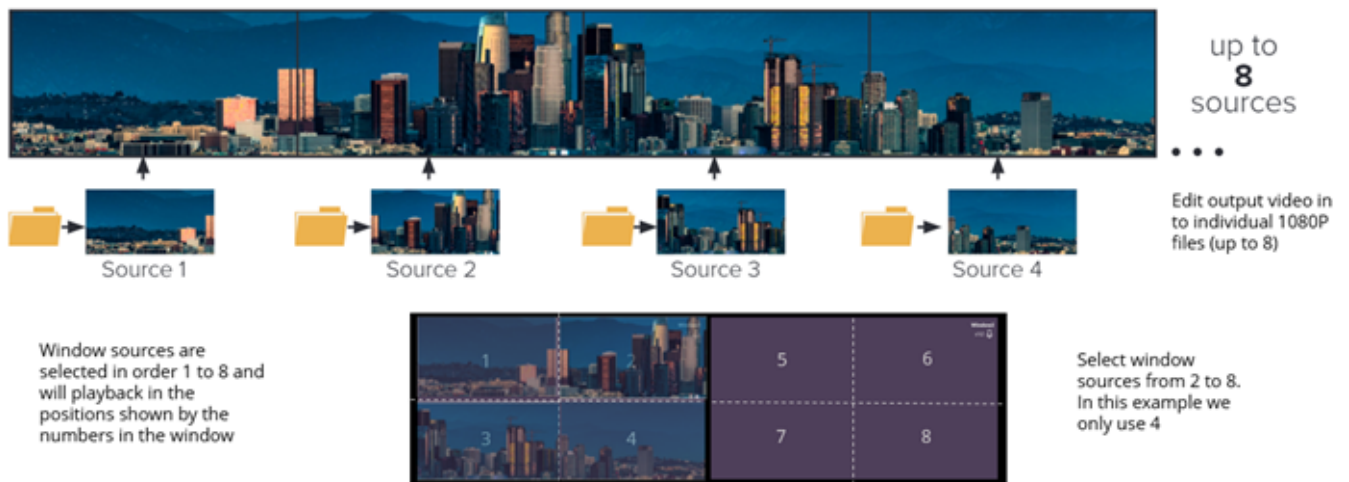 up to
8
sources
• • •
Edit output video in
to individual 1080P
files (up to 8)
Source 1
Source 2
Source 3
Source 4
Window sources are
selected in order 1 to 8 and
will playback in the
positions shown by the
numbers in the window
1
2
3
4
5
6
7
8
Select window
sources from 2 to 8.
In this example we
only use 4